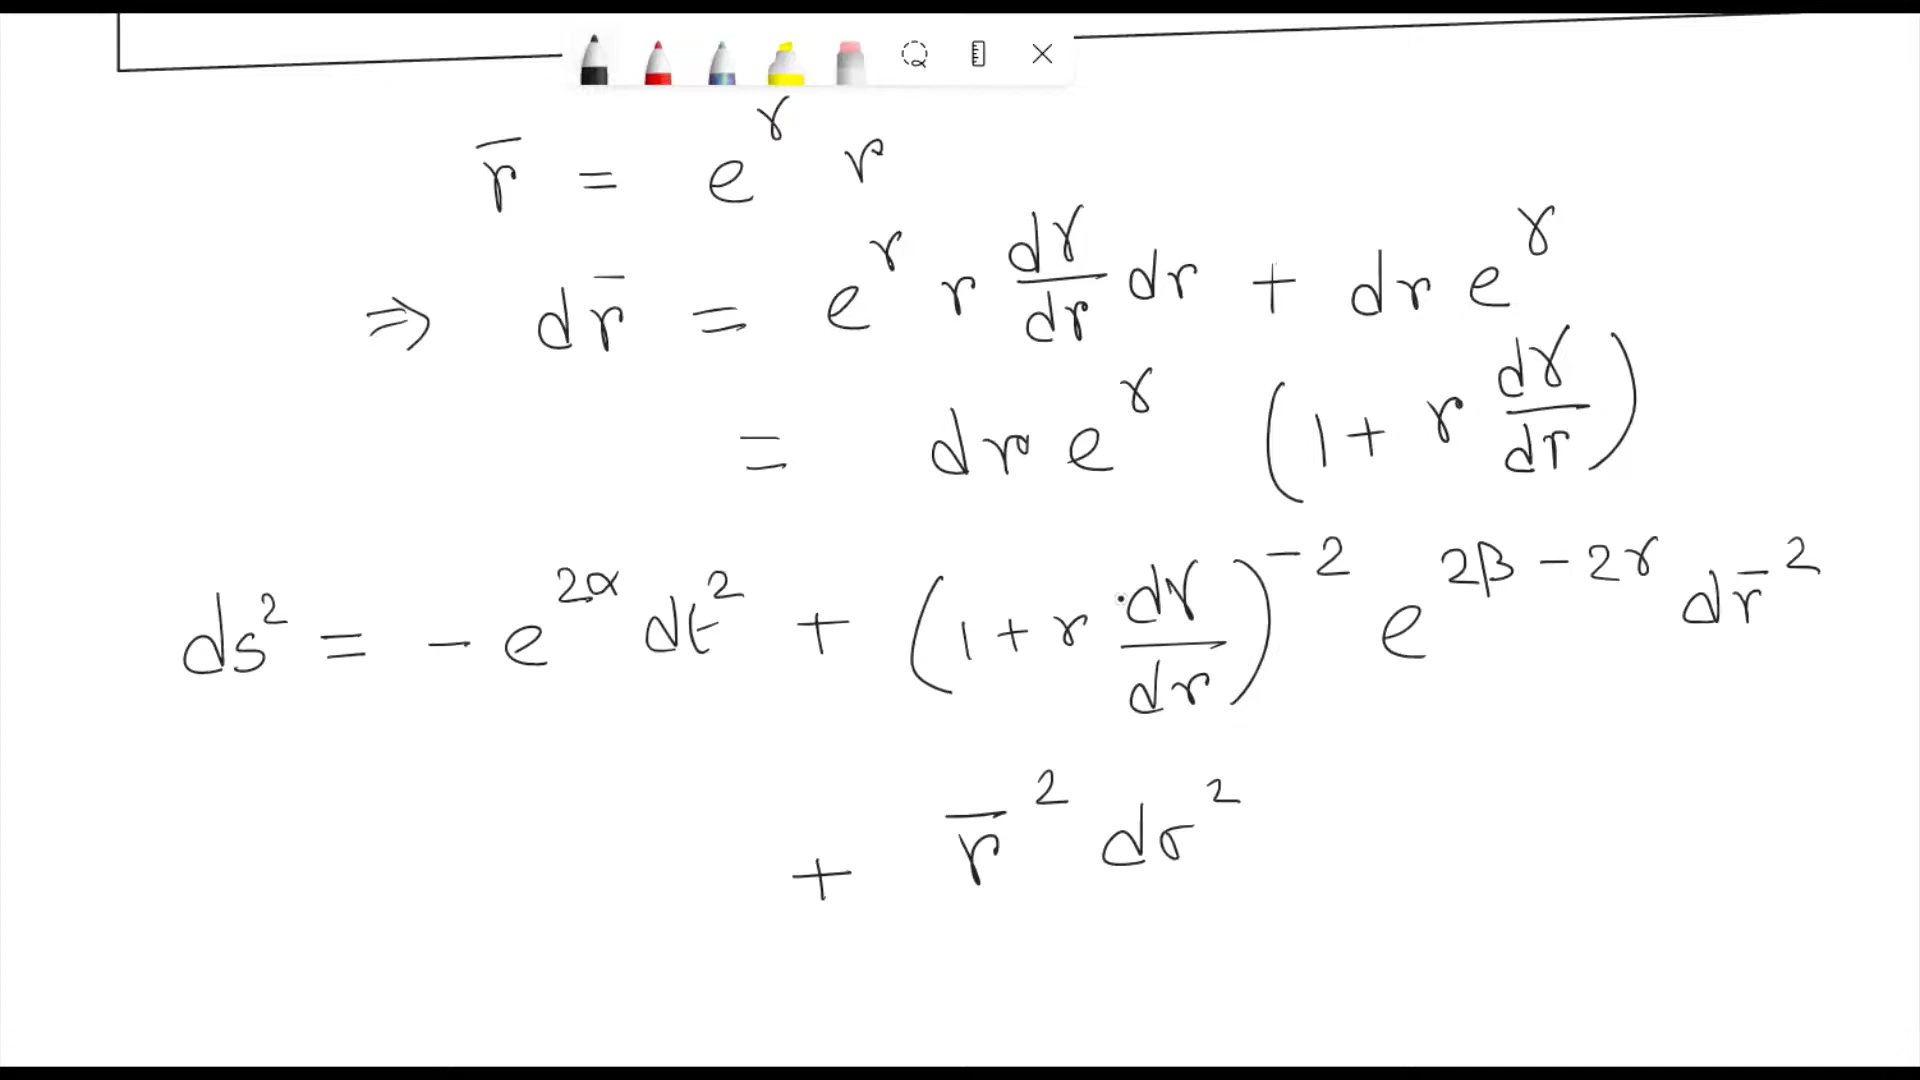 r̄ = e^γ r
⇒ dr̄ = e^γ r dγ/dr dr + dr e^γ
= dr e^γ (1 + r dγ/dr)
ds² = - e^{2α} dt² + (1 + r dγ/dr)^{-2} e^{2β - 2γ} dr̄²
+ r̄² dσ²